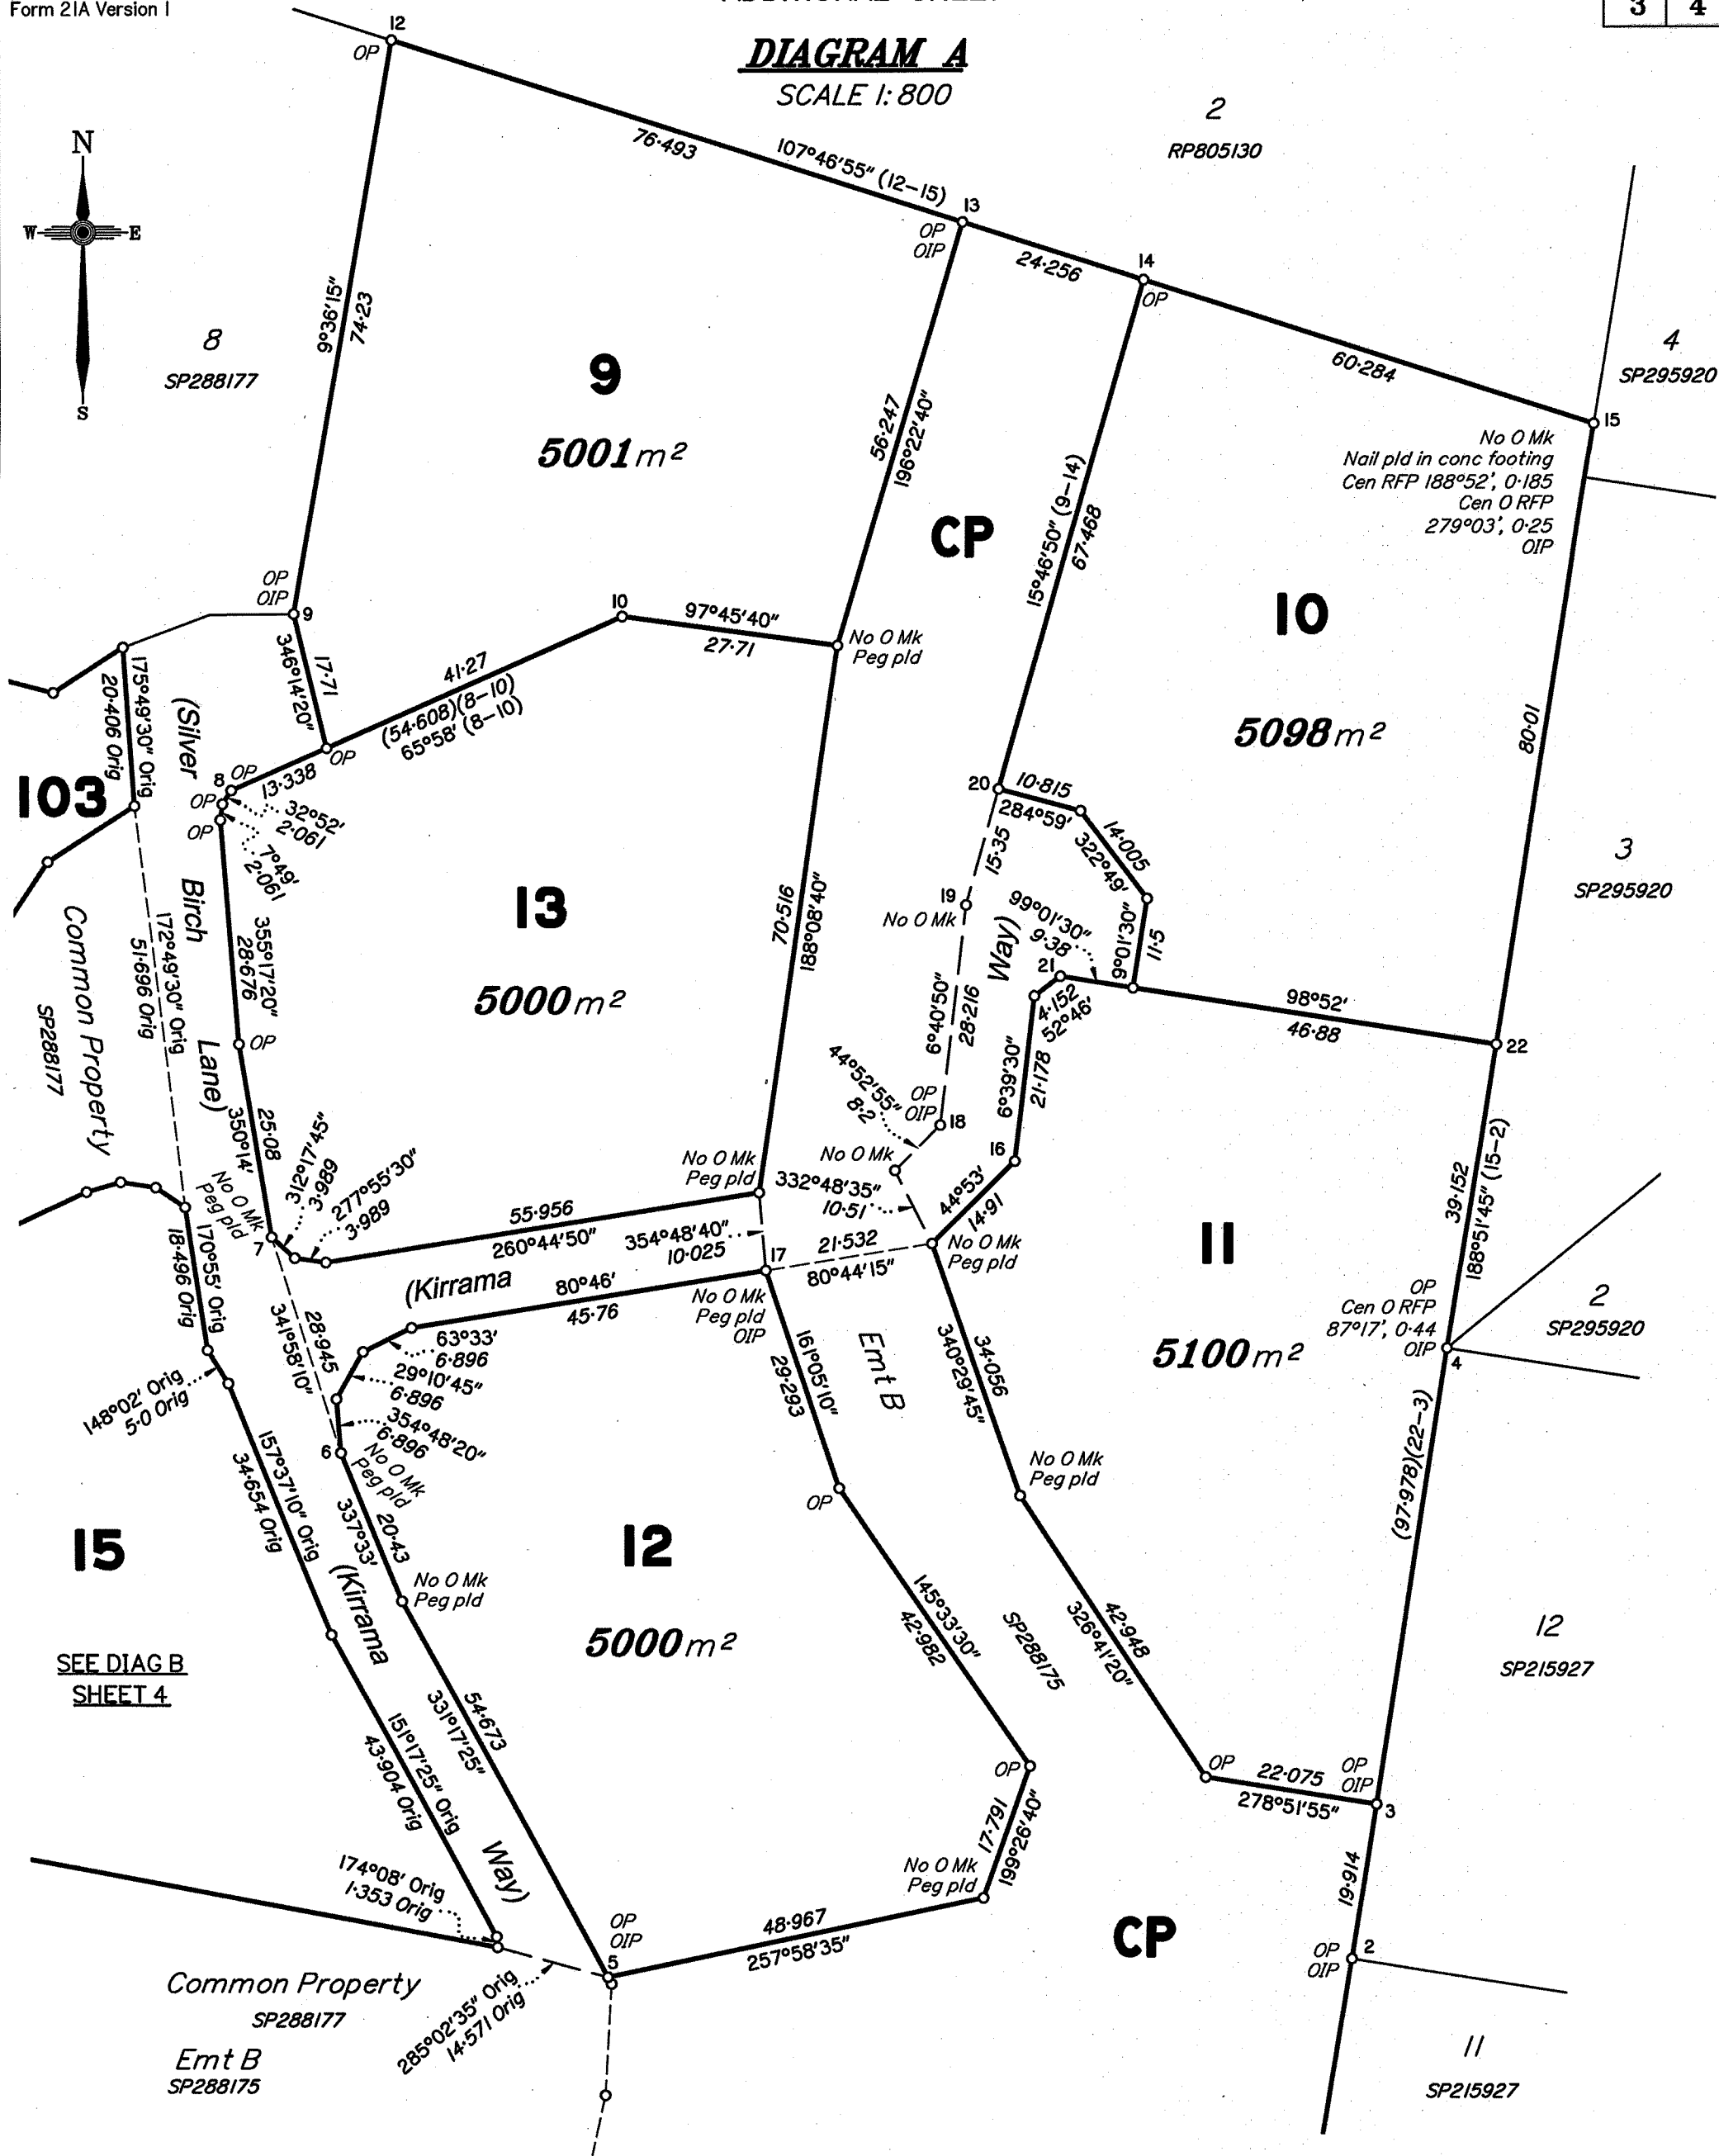 Form 21A Version 1
3 4
DIAGRAM A
SCALE 1:800
N
W E
S
12
OP
76·493
107°46'55" (12-15)
2
RP805130
13
OP
OIP
24·256
14
OP
60·284
4
SP295920
15
No O Mk
Nail pld in conc footing
Cen RFP 188°52', 0·185
Cen O RFP
279°03', 0·25
OIP
9°36'15"
74·23
8
SP288177
9
5001m²
56·247
196°22'40"
CP
15°46'50" (9-14)
67·468
10
5098m²
80·01
OP
OIP
9
346°14'20"
17·71
10
97°45'40"
27·71
No O Mk
Peg pld
41·27
(54·608)(8-10)
65°58' (8-10)
OP
175°49'30" Orig
20·406 Orig
(Silver
Birch
Lane)
103
8
OP
13·338
OP
32°52'
2·061
OP
7°49'
2·061
20
10·815
284°59'
14·005
322°49'
15·35
19
No O Mk
99°01'30"
9·38
9°01'30"
11·5
3
SP295920
Common Property
SP288177
172°49'30" Orig
51·696 Orig
355°17'20"
28·676
13
5000m²
70·516
188°08'40"
Way)
21
4·152
52°46'
98°52'
46·88
22
OP
6°40'50"
28·216
6°39'30"
21·178
350°14'
25·08
44°52'55"
8·2
OP
OIP
18
16
No O Mk
312°17'45"
3·989
277°55'30"
3·989
No O Mk
Peg pld
7
No O Mk
Peg pld
332°48'35"
10·51
44°53'
14·91
39·152
188°51'45" (15-2)
55·956
260°44'50"
354°48'40"
10·025
17
21·532
80°44'15"
No O Mk
Peg pld
11
5100m²
170°55' Orig
18·496 Orig
(Kirrama
80°46'
45·76
No O Mk
Peg pld
OIP
OP
Cen O RFP
87°17', 0·44
OIP
4
2
SP295920
28·945
341°58'10"
63°33'
6·896
29°10'45"
6·896
354°48'20"
6·896
161°05'10"
29·293
Emt B
34·056
340°29'45"
148°02' Orig
5·0 Orig
6
No O Mk
Peg pld
OP
No O Mk
Peg pld
(97·978)(22-3)
157°37'10" Orig
34·654 Orig
20·43
337°33'
15
12
5000m²
145°33'30"
42·982
No O Mk
Peg pld
(Kirrama
SP288175
42·948
326°41'20"
12
SP215927
SEE DIAG B
SHEET 4
54·673
331°17'25"
151°17'25" Orig
43·904 Orig
OP
OP
22·075
278°51'55"
OP
OIP
3
17·791
199°26'40"
Way)
174°08' Orig
1·353 Orig
No O Mk
Peg pld
19·914
OP
OIP
5
48·967
257°58'35"
CP
OP
OIP
2
Common Property
SP288177
Emt B
SP288175
285°02'35" Orig
14·571 Orig
11
SP215927